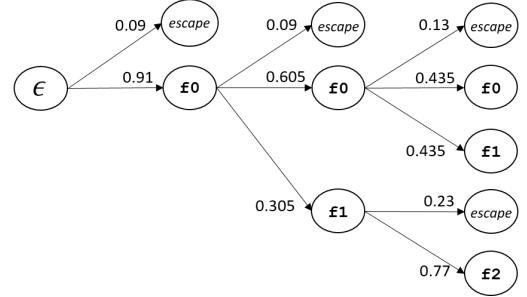 0.09 escape 0.09 escape 0.13 escape
ϵ 0.91 f0 0.605 f0 0.435 f0
0.435 f1
0.305 f1 0.23 escape
0.77 f2